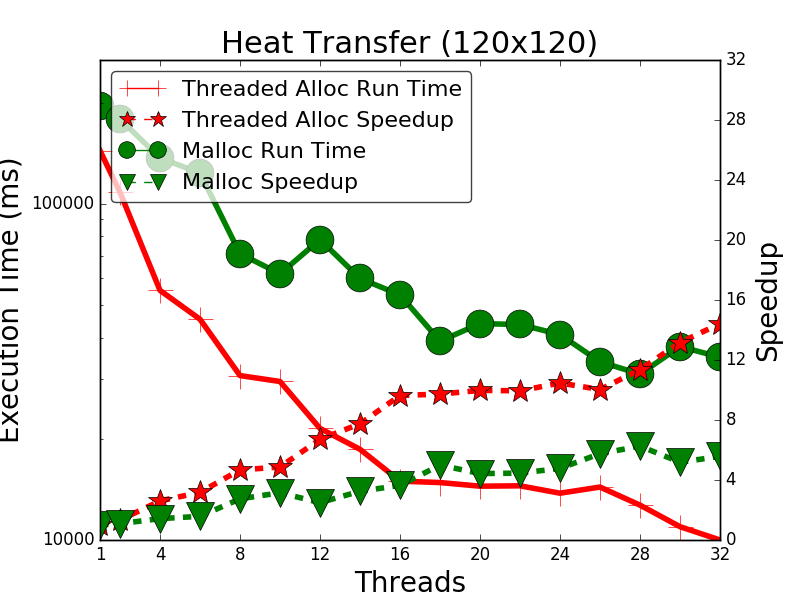 Heat Transfer (120x120)
Threaded Alloc Run Time
Threaded Alloc Speedup
Malloc Run Time
Malloc Speedup
Execution Time (ms)
100000
10000
Speedup
32
28
24
20
16
12
8
4
0
1 4 8 12 16 20 24 28 32
Threads